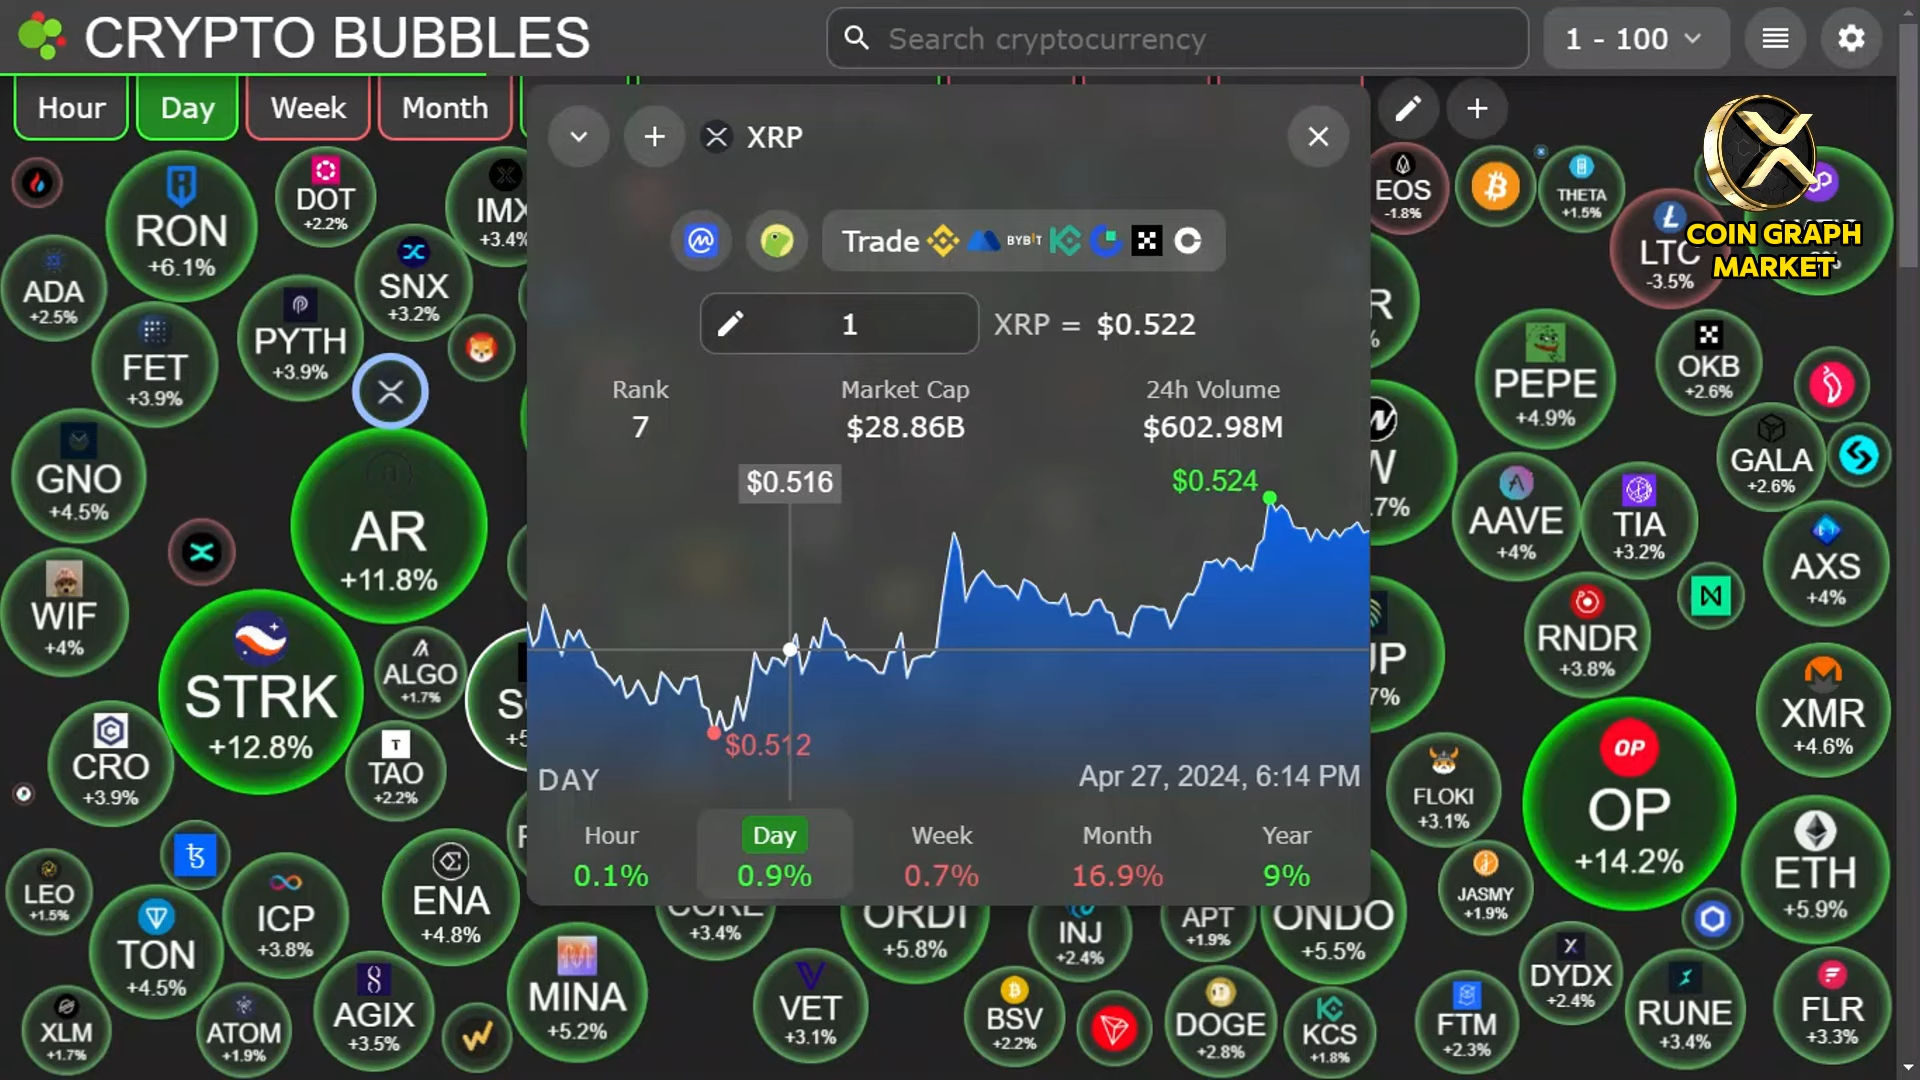 CRYPTO BUBBLES
Search cryptocurrency
1 - 100
Hour
Day
Week
Month
XRP
Trade
BYBIT
1
XRP = $0.522
Rank
7
Market Cap
$28.86B
24h Volume
$602.98M
$0.516
$0.524
$0.512
DAY
Apr 27, 2024, 6:14 PM
Hour
0.1%
Day
0.9%
Week
0.7%
Month
16.9%
Year
9%
COIN GRAPH
MARKET
RON
+6.1%
DOT
+2.2%
IMX
+3.4%
ADA
+2.5%
SNX
+3.2%
PYTH
+3.9%
FET
+3.9%
GNO
+4.5%
AR
+11.8%
WIF
+4%
STRK
+12.8%
ALGO
+1.7%
CRO
+3.9%
T
TAO
+2.2%
LEO
+1.5%
ICP
+3.8%
ENA
+4.8%
TON
+4.5%
XLM
+1.7%
ATOM
+1.9%
AGIX
+3.5%
MINA
+5.2%
CORE
+3.4%
VET
+3.1%
ORDI
+5.8%
INJ
+2.4%
APT
+1.9%
ONDO
+5.5%
BSV
+2.2%
DOGE
+2.8%
KCS
+1.8%
EOS
-1.8%
THETA
+1.5%
LTC
-3.5%
PEPE
+4.9%
OKB
+2.6%
GALA
+2.6%
AAVE
+4%
TIA
+3.2%
AXS
+4%
RNDR
+3.8%
XMR
+4.6%
FLOKI
+3.1%
OP
OP
+14.2%
JASMY
+1.9%
ETH
+5.9%
DYDX
+2.4%
FTM
+2.3%
RUNE
+3.4%
FLR
+3.3%